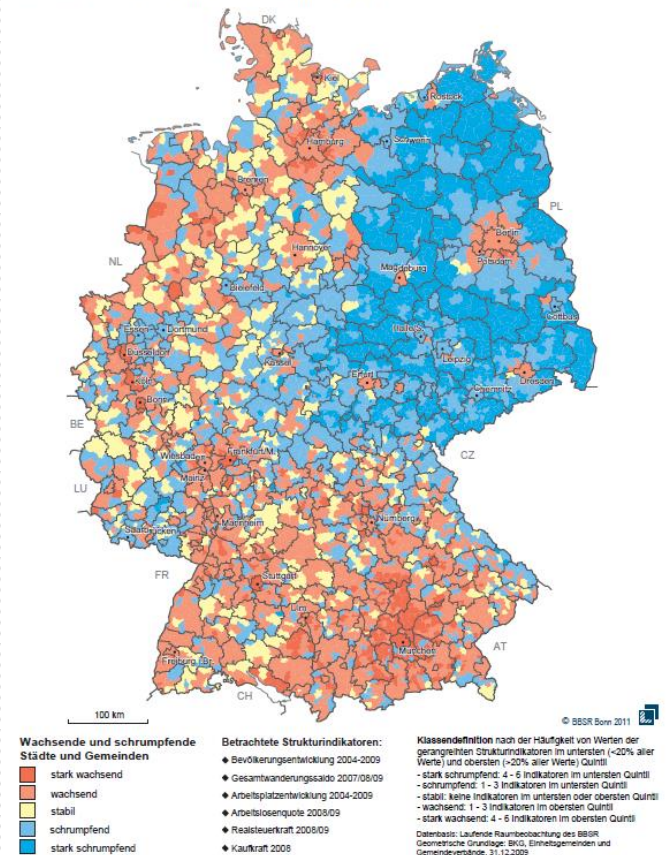 DK
Kiel
Rostock
Hamburg
Schwerin
Bremen
PL
Berlin
NL
Hannover
Potsdam
Magdeburg
Bielefeld
Cottbus
Essen
Dortmund
Halle/S.
Düsseldorf
Kassel
Leipzig
Köln
Erfurt
Dresden
Bonn
Chemnitz
BE
Wiesbaden
Frankfurt/M.
CZ
LU
Mainz
Mannheim
Nürnberg
Saarbrücken
FR
Stuttgart
Ulm
München
AT
Freiburg i.Br.
CH
100 km
© BBSR Bonn 2011
Wachsende und schrumpfende
Städte und Gemeinden
stark wachsend
wachsend
stabil
schrumpfend
stark schrumpfend
Betrachtete Strukturindikatoren:
◆ Bevölkerungsentwicklung 2004-2009
◆ Gesamtwanderungssaldo 2007/08/09
◆ Arbeitsplatzentwicklung 2004-2009
◆ Arbeitslosenquote 2008/09
◆ Realsteuerkraft 2008/09
◆ Kaufkraft 2008
Klassendefinition nach der Häufigkeit von Werten der
gerangreihten Strukturindikatoren im untersten (<20% aller
Werte) und obersten (>20% aller Werte) Quintil
- stark schrumpfend: 4 - 6 Indikatoren im untersten Quintil
- schrumpfend: 1 - 3 Indikatoren im untersten Quintil
- stabil: keine Indikatoren im untersten oder obersten Quintil
- wachsend: 1 - 3 Indikatoren im obersten Quintil
- stark wachsend: 4 - 6 Indikatoren im obersten Quintil
Datenbasis: Laufende Raumbeobachtung des BBSR
Geometrische Grundlage: BKG, Einheitsgemeinden und
Gemeindeverbände, 31.12.2009